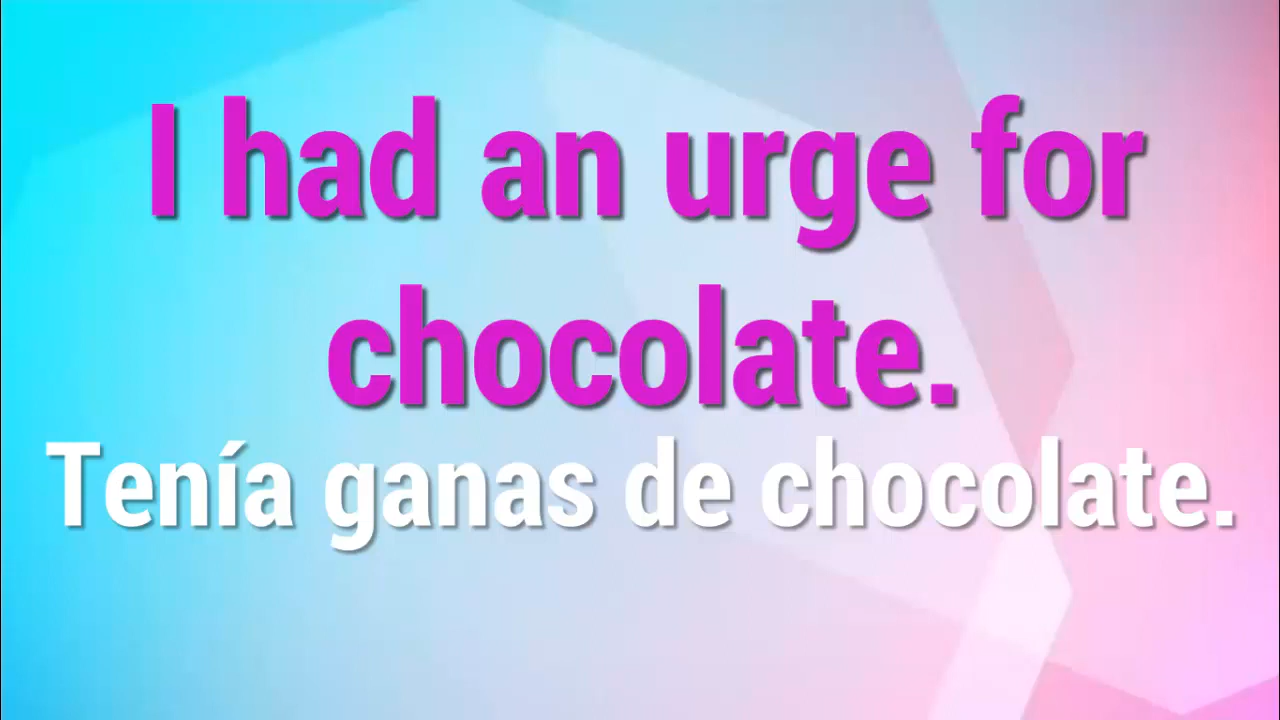 I had an urge for
chocolate.
Tenía ganas de chocolate.